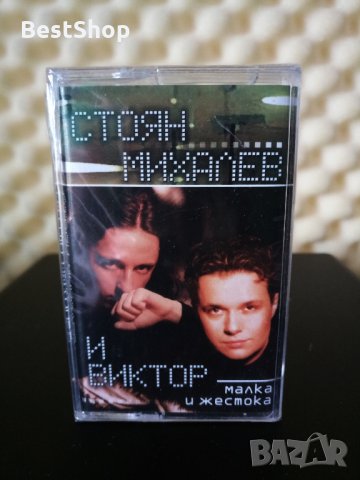 BestShop
СТОЯН
МИХАЛЕВ
И
ВИКТОР
малка
и жестока
BAZAR